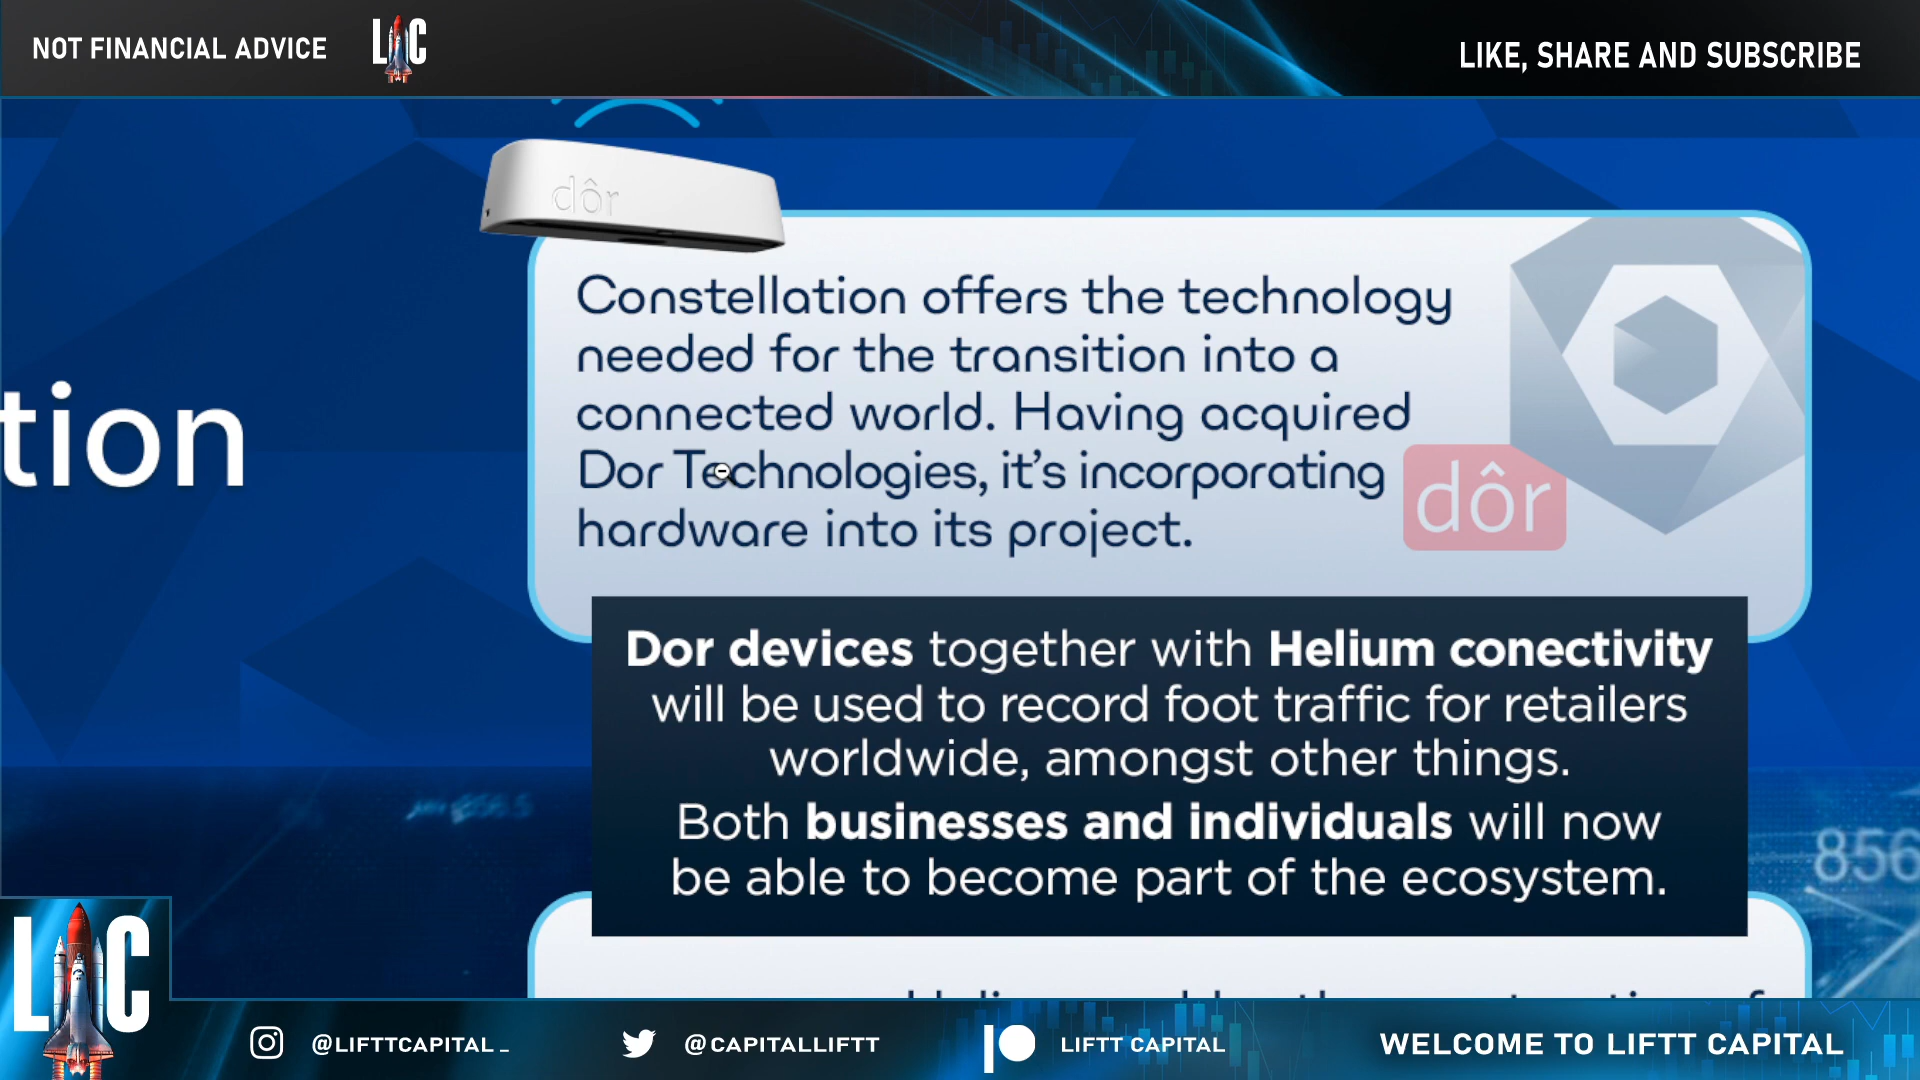 NOT FINANCIAL ADVICE
LC
LIKE, SHARE AND SUBSCRIBE
dôr
Constellation offers the technology
needed for the transition into a
connected world. Having acquired
Dor Technologies, it's incorporating
hardware into its project.
dôr
tion
Dor devices together with Helium conectivity
will be used to record foot traffic for retailers
worldwide, amongst other things.
Both businesses and individuals will now
be able to become part of the ecosystem.
856
LC
@LIFTTCAPITAL_
@CAPITALLIFTT
LIFTT CAPITAL
WELCOME TO LIFTT CAPITAL